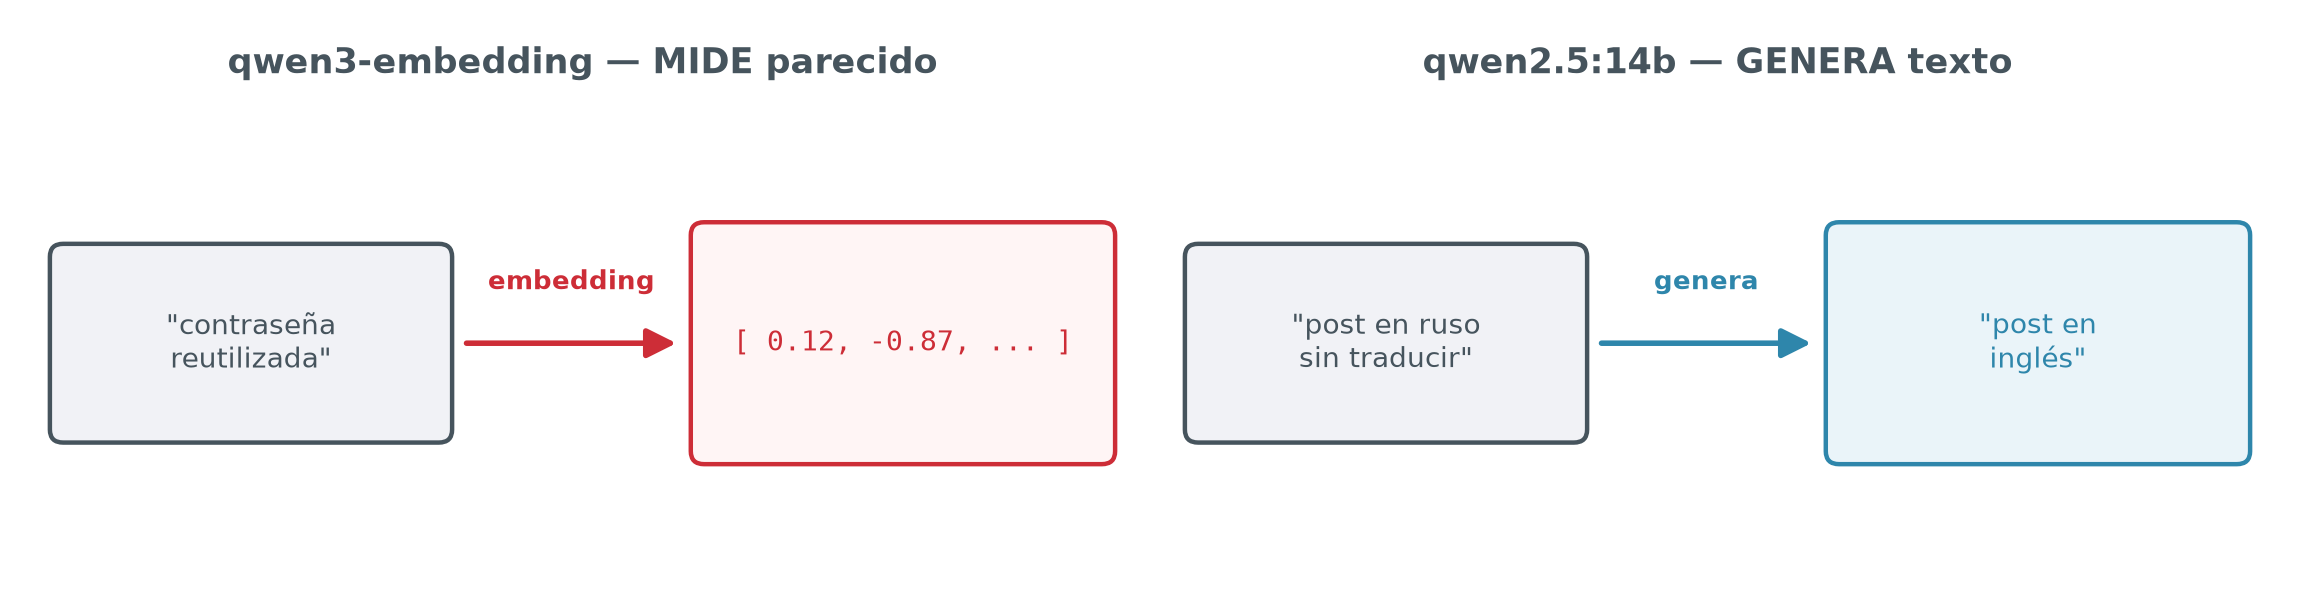 qwen3-embedding — MIDE parecido
"contraseña
reutilizada"
embedding
[ 0.12, -0.87, ... ]
qwen2.5:14b — GENERA texto
"post en ruso
sin traducir"
genera
"post en
inglés"